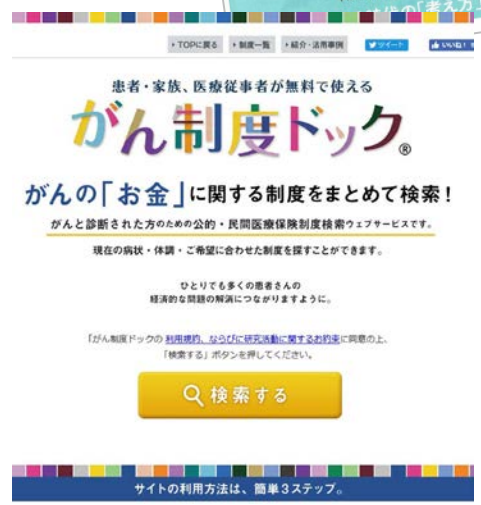 の「考え方」
TOPに戻る 制度一覧 紹介・活用事例 ツイート いいね!
患者・家族、医療従事者が無料で使える
がん制度ドック®
がんの「お金」に関する制度をまとめて検索!
がんと診断された方のための公的・民間医療保険制度検索ウェブサービスです。
現在の病状・体調・ご希望に合わせた制度を探すことができます。
ひとりでも多くの患者さんの
経済的な問題の解消につながりますように。
「がん制度ドックの 利用規約、ならびに研究活動に関するお約束に同意の上、
「検索する」ボタンを押してください。
検索する
サイトの利用方法は、簡単3ステップ。